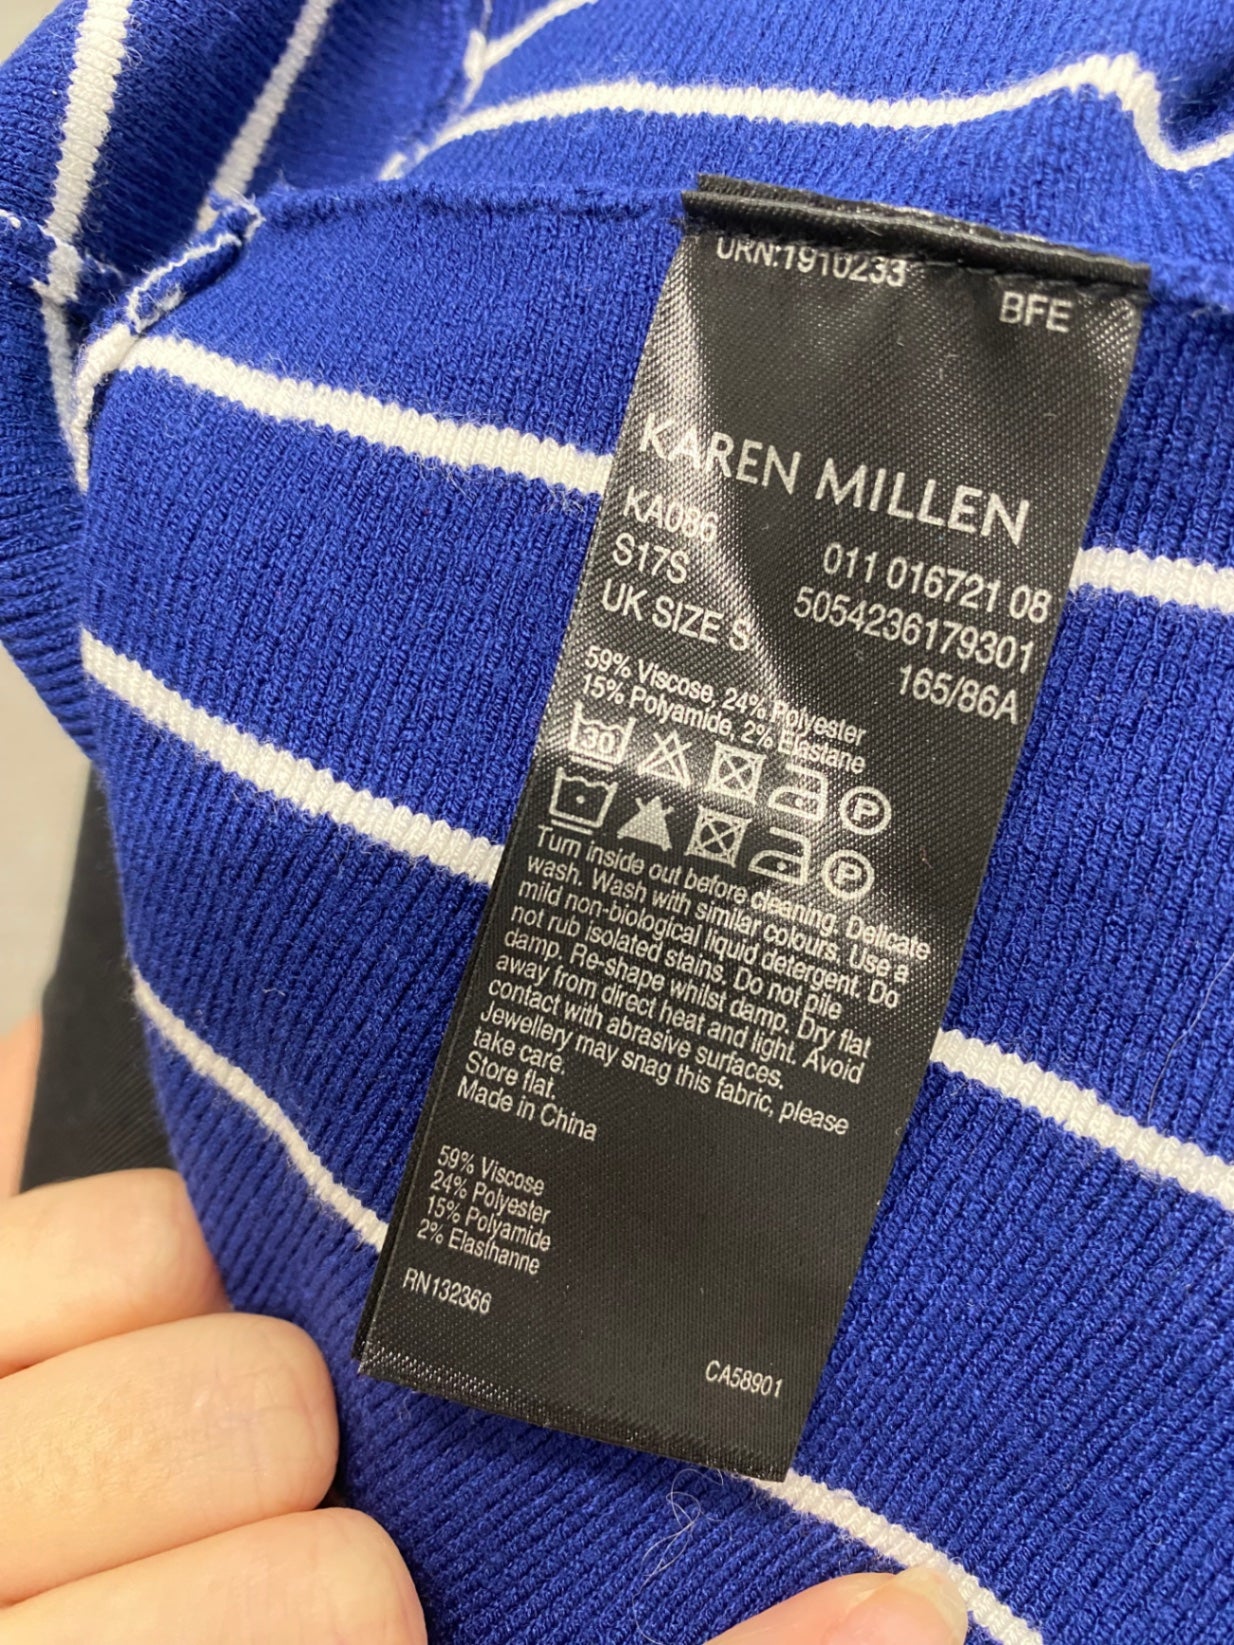 URN:1910233
BFE
KAREN MILLEN
KA086
011 016721 08
S17S
5054236179301
UK SIZE S
165/86A
59% Viscose, 24% Polyester
15% Polyamide, 2% Elastane
30
P
P
Turn inside out before cleaning. Delicate
wash. Wash with similar colours. Use a
mild non-biological liquid detergent. Do
not rub isolated stains. Do not pile
damp. Re-shape whilst damp. Dry flat
away from direct heat and light. Avoid
contact with abrasive surfaces.
Jewellery may snag this fabric, please
take care.
Store flat.
Made in China
59% Viscose
24% Polyester
15% Polyamide
2% Elasthanne
RN132366
CA58901